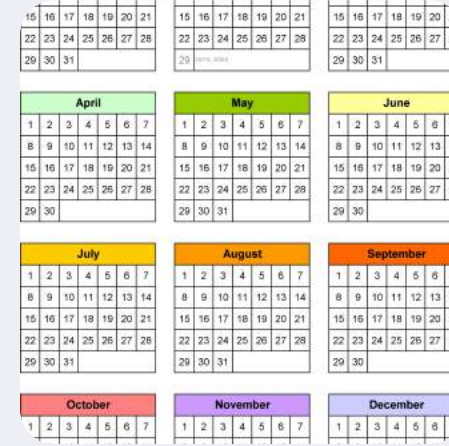 15 16 17 18 19 20 21 15 16 17 18 19 20 21 15 16 17 18 19 20
22 23 24 25 26 27 28 22 23 24 25 26 27 28 22 23 24 25 26 27
29 30 31 29 29 30 31
April May June
1 2 3 4 5 6 7 1 2 3 4 5 6 7 1 2 3 4 5 6
8 9 10 11 12 13 14 8 9 10 11 12 13 14 8 9 10 11 12 13
15 16 17 18 19 20 21 15 16 17 18 19 20 21 15 16 17 18 19 20
22 23 24 25 26 27 28 22 23 24 25 26 27 28 22 23 24 25 26 27
29 30 29 30 31 29 30
July August September
1 2 3 4 5 6 7 1 2 3 4 5 6 7 1 2 3 4 5 6
8 9 10 11 12 13 14 8 9 10 11 12 13 14 8 9 10 11 12 13
15 16 17 18 19 20 21 15 16 17 18 19 20 21 15 16 17 18 19 20
22 23 24 25 26 27 28 22 23 24 25 26 27 28 22 23 24 25 26 27
29 30 31 29 30 31 29 30
October November December
1 2 3 4 5 6 7 1 2 3 4 5 6 7 1 2 3 4 5 6